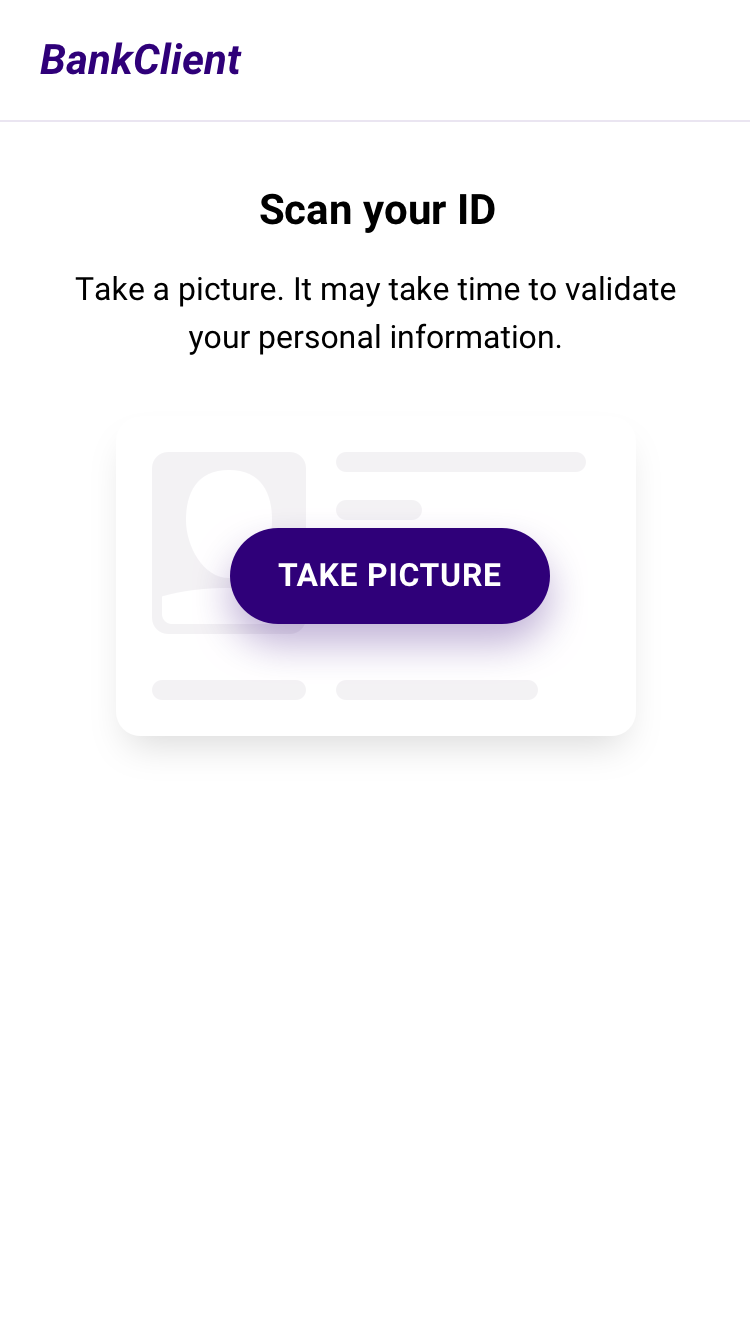 BankClient
Scan your ID
Take a picture. It may take time to validate
your personal information.
TAKE PICTURE